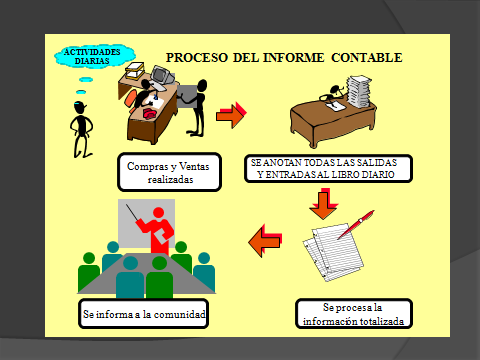 ACTIVIDADES
DIARIAS
PROCESO DEL INFORME CONTABLE
Compras y Ventas
realizadas
SE ANOTAN TODAS LAS SALIDAS
Y ENTRADAS AL LIBRO DIARIO
Se informa a la comunidad
Se procesa la
información totalizada